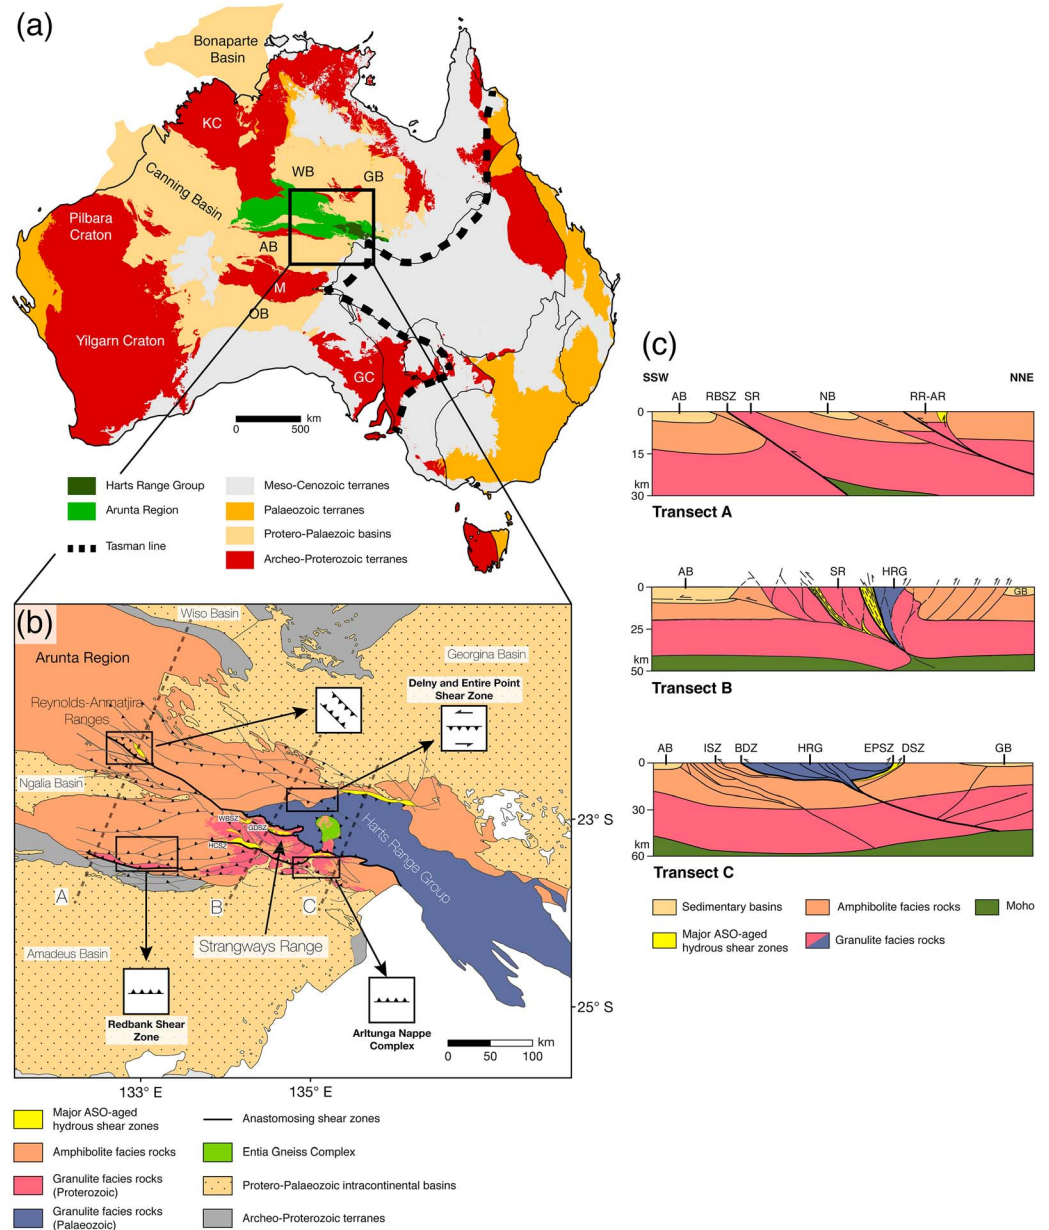 (a)
Bonaparte
Basin
KC
Canning Basin
WB
GB
Pilbara
Craton
AB
M
OB
Yilgarn Craton
GC
km
0 500
Harts Range Group
Arunta Region
Tasman line
Meso-Cenozoic terranes
Palaeozoic terranes
Protero-Palaezoic basins
Archeo-Proterozoic terranes
(b)
Wiso Basin
Arunta Region
Georgina Basin
Reynolds-Anmatjira
Ranges
Delny and Entire Point
Shear Zone
Ngalia Basin
23° S
WBSZ
GDSZ
HCSZ
Harts Range Group
A
B
C
Strangways Range
Amadeus Basin
25° S
Redbank Shear
Zone
Arltunga Nappe
Complex
km
0 50 100
133° E
135° E
Major ASO-aged
hydrous shear zones
Amphibolite facies rocks
Granulite facies rocks
(Proterozoic)
Granulite facies rocks
(Palaeozoic)
Anastomosing shear zones
Entia Gneiss Complex
Protero-Palaeozoic intracontinental basins
Archeo-Proterozoic terranes
(c)
SSW
NNE
AB RBSZ SR NB RR-AR
0
15
km
30
Transect A
AB SR HRG
GB
0
25
km
50
Transect B
AB ISZ BDZ HRG EPSZ DSZ GB
0
30
km
60
Transect C
Sedimentary basins
Amphibolite facies rocks
Moho
Major ASO-aged
hydrous shear zones
Granulite facies rocks